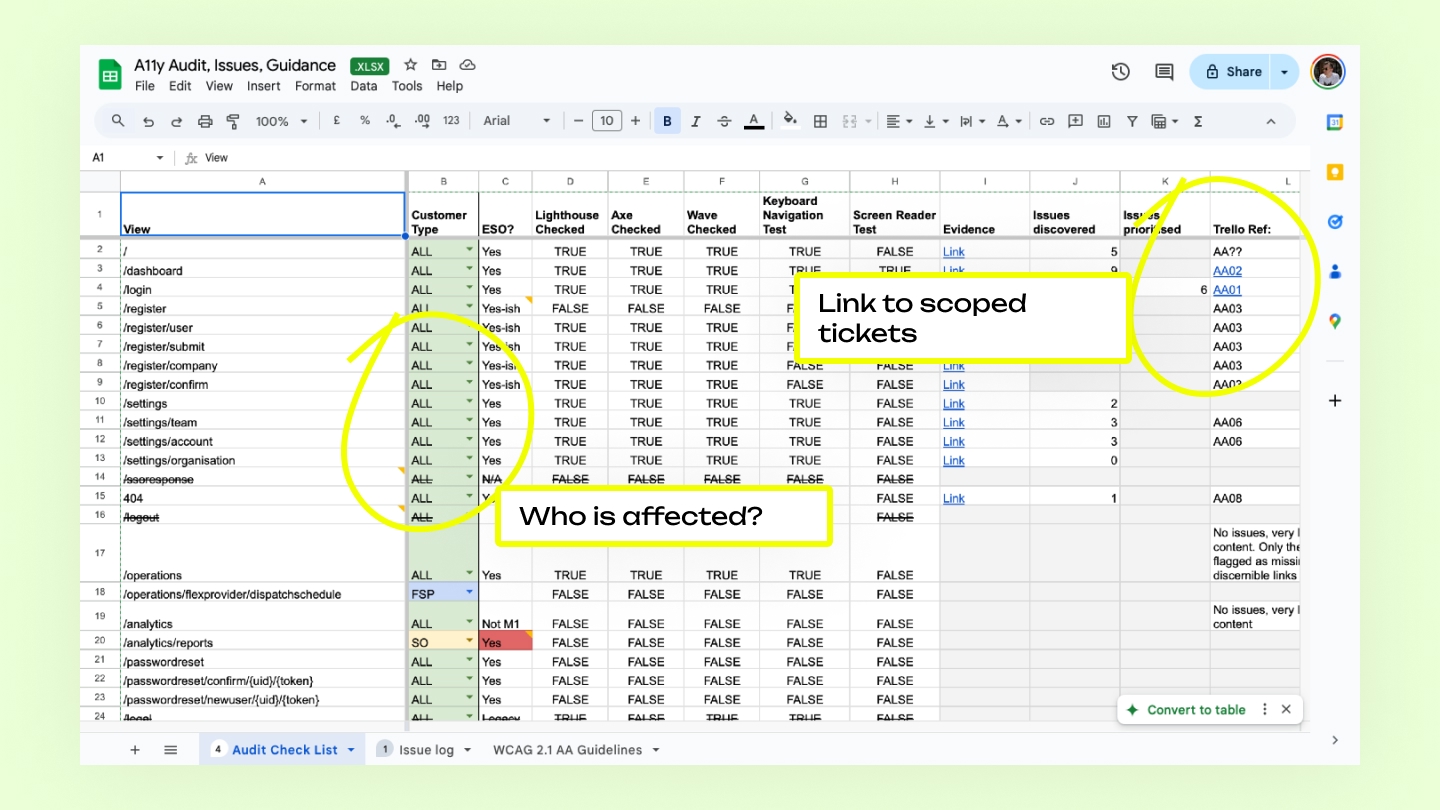 A11y Audit, Issues, Guidance .XLSX
File Edit View Insert Format Data Tools Help
Share
100% £ % .0 .00 123 Arial 10 B I A
A1 fx View
A B C D E F G H I J K L
1 View Customer Type ESO? Lighthouse Checked Axe Checked Wave Checked Keyboard Navigation Test Screen Reader Test Evidence Issues discovered Issues prioritised Trello Ref:
2 / ALL Yes TRUE TRUE TRUE TRUE FALSE Link 5 AA??
3 /dashboard ALL Yes TRUE TRUE TRUE TRUE TRUE Link 9 AA02
4 /login ALL Yes TRUE TRUE TRUE 6 AA01
5 /register ALL Yes-ish FALSE FALSE FALSE AA03
6 /register/user ALL Yes-ish TRUE TRUE TRUE AA03
7 /register/submit ALL Yes-ish TRUE TRUE TRUE AA03
8 /register/company ALL Yes-ish TRUE TRUE TRUE FALSE FALSE Link AA03
9 /register/confirm ALL Yes-ish TRUE TRUE TRUE FALSE FALSE Link
10 /settings ALL Yes TRUE TRUE TRUE TRUE FALSE Link 2
11 /settings/team ALL Yes TRUE TRUE TRUE TRUE FALSE Link 3 AA06
12 /settings/account ALL Yes TRUE TRUE TRUE TRUE FALSE Link 3 AA06
13 /settings/organisation ALL Yes TRUE TRUE TRUE TRUE FALSE Link 0
14 /ssoresponse ALL N/A FALSE FALSE FALSE FALSE FALSE
15 404 ALL FALSE Link 1 AA08
16 /logout ALL FALSE
17 /operations ALL Yes TRUE TRUE TRUE TRUE FALSE No issues, very content. Only the flagged as discernible links
18 /operations/flexprovider/dispatchschedule FSP FALSE FALSE FALSE FALSE FALSE
19 /analytics ALL Not M1 FALSE FALSE FALSE FALSE FALSE No issues, very content
20 /analytics/reports SO Yes FALSE FALSE FALSE FALSE FALSE
21 /passwordreset ALL Yes FALSE FALSE FALSE FALSE FALSE
22 /passwordreset/confirm/{uid}/{token} ALL Yes FALSE FALSE FALSE FALSE FALSE
23 /passwordreset/newuser/{uid}/{token} ALL Yes FALSE FALSE FALSE FALSE FALSE
24 /legal ALL Legacy TRUE FALSE TRUE TRUE FALSE
Link to scoped
tickets
Who is affected?
Convert to table
4 Audit Check List 1 Issue log WCAG 2.1 AA Guidelines
31